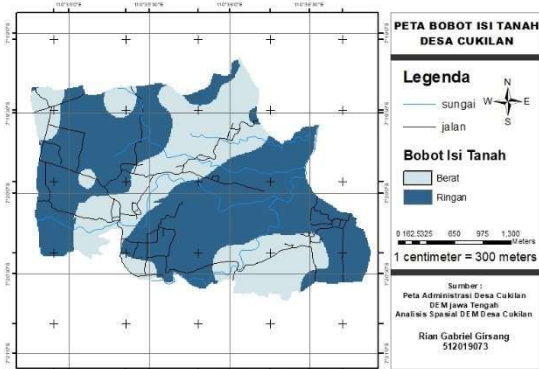 PETA BOBOT ISI TANAH
DESA CUKILAN
Legenda
N
W E
S
sungai
jalan
Bobot Isi Tanah
Berat
Ringan
0 162.5325 650 975 1,300
Meters
1 centimeter = 300 meters
Sumber :
Peta Administrasi Desa Cukilan
DEM Jawa Tengah
Analisis Spasial DEM Desa Cukilan
Rian Gabriel Girsang
512019073